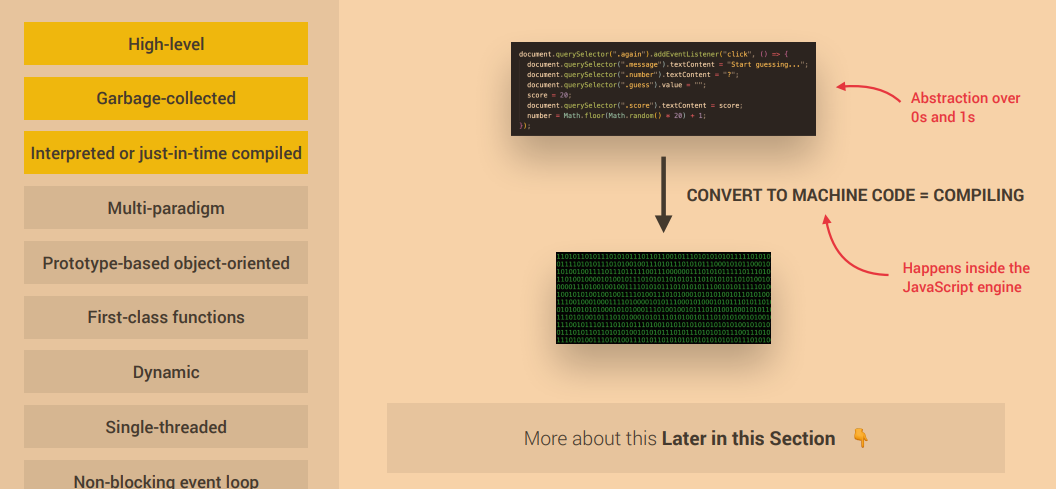 High-level
Garbage-collected
Interpreted or just-in-time compiled
Multi-paradigm
Prototype-based object-oriented
First-class functions
Dynamic
Single-threaded
Non-blocking event loop
document.querySelector(".again").addEventListener("click", () => {
document.querySelector(".message").textContent = "Start guessing...";
document.querySelector(".number").textContent = "?";
document.querySelector(".guess").value = "";
score = 20;
document.querySelector(".score").textContent = score;
number = Math.floor(Math.random() * 20) + 1;
});
Abstraction over
0s and 1s
CONVERT TO MACHINE CODE = COMPILING
Happens inside the
JavaScript engine
More about this Later in this Section 👇